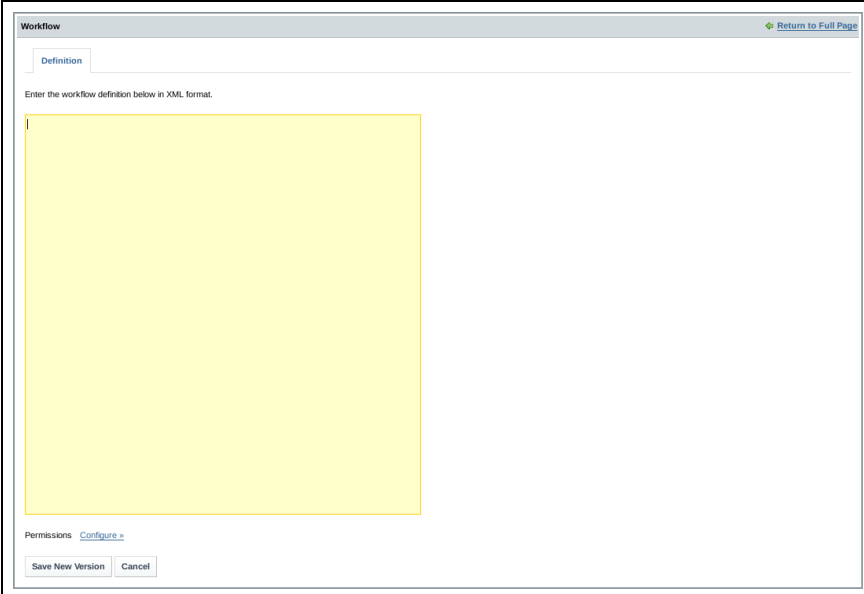 Workflow
Return to Full Page
Definition
Enter the workflow definition below in XML format.
Permissions Configure »
Save New Version Cancel